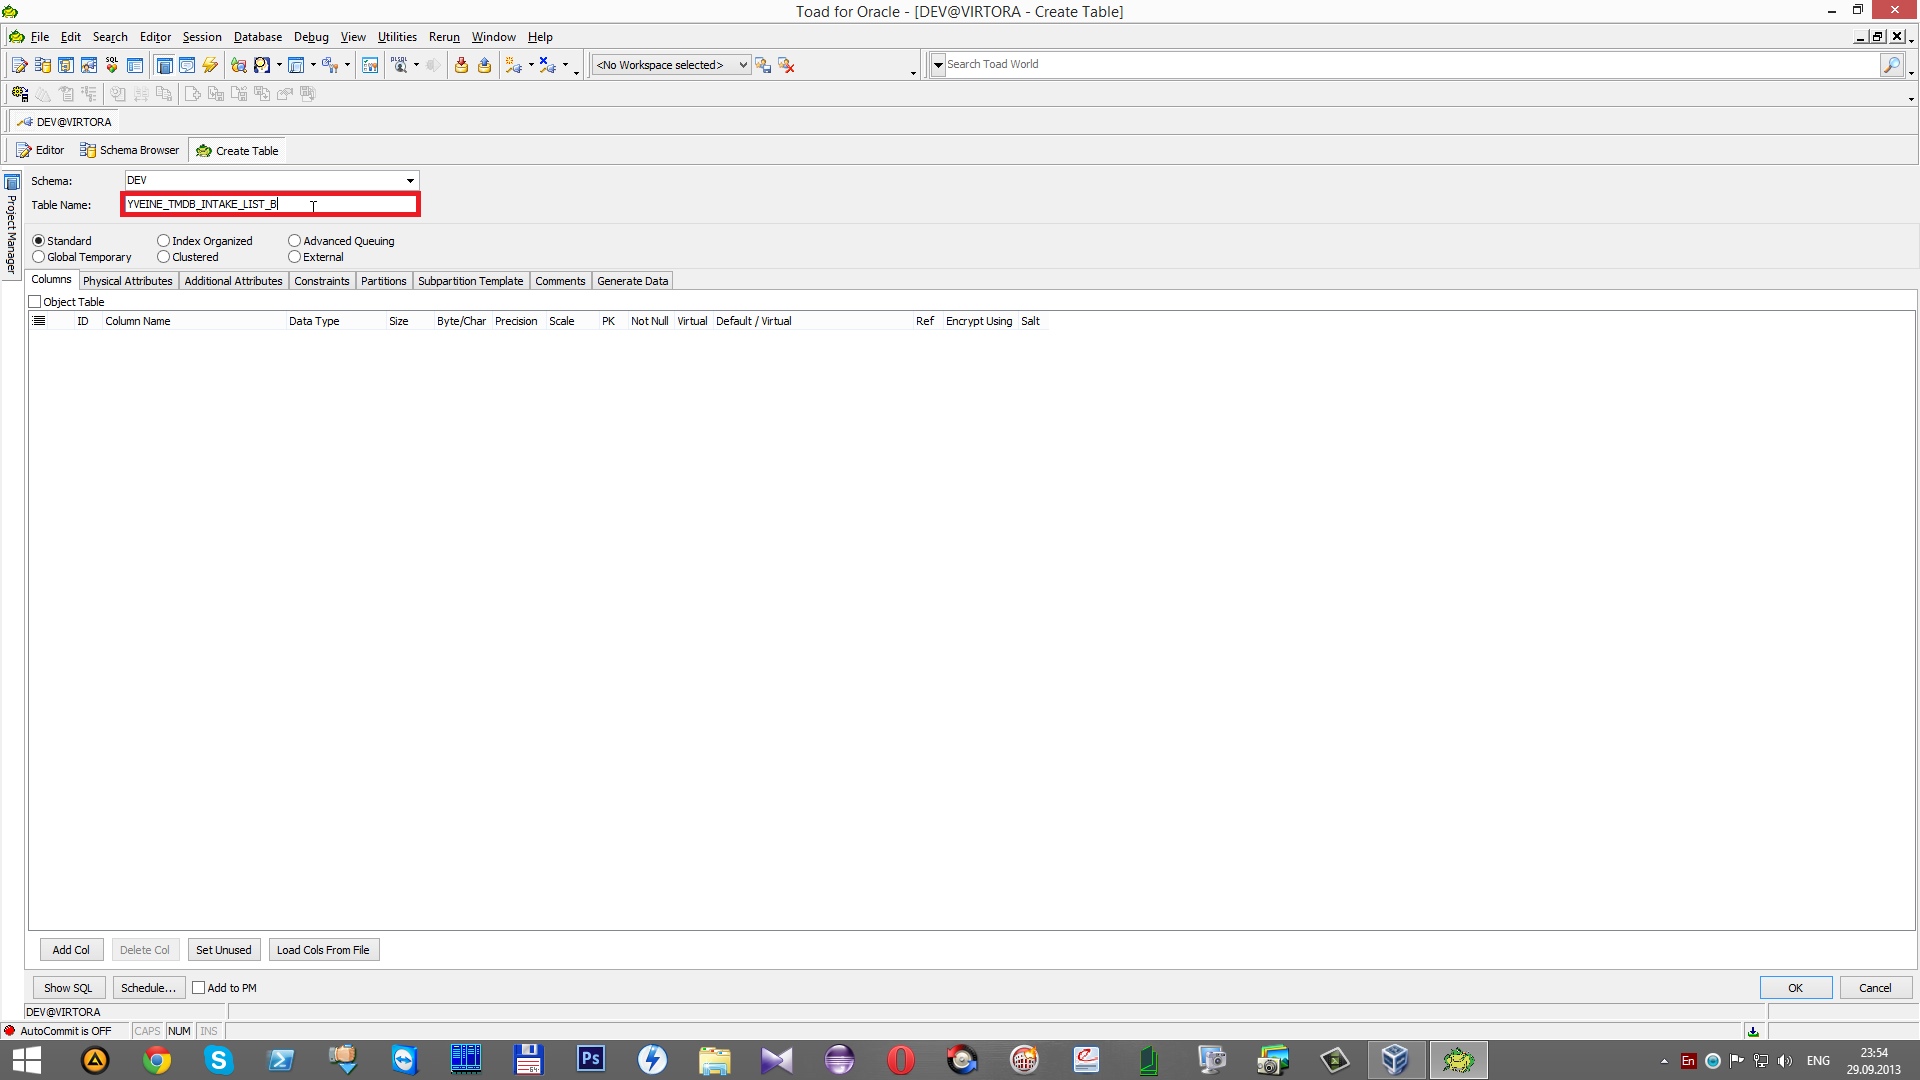 Toad for Oracle - [DEV@VIRTORA - Create Table]
File Edit Search Editor Session Database Debug View Utilities Rerun Window Help
<No Workspace selected> Search Toad World
DEV@VIRTORA
Editor Schema Browser Create Table
Project Manager
Schema: DEV
Table Name: YVEINE_TMDB_INTAKE_LIST_B
Standard Index Organized Advanced Queuing
Global Temporary Clustered External
Columns Physical Attributes Additional Attributes Constraints Partitions Subpartition Template Comments Generate Data
Object Table
ID Column Name Data Type Size Byte/Char Precision Scale PK Not Null Virtual Default / Virtual Ref Encrypt Using Salt
Add Col Delete Col Set Unused Load Cols From File
Show SQL Schedule... Add to PM OK Cancel
DEV@VIRTORA
AutoCommit is OFF CAPS NUM INS
Ps
64
En
ENG
23:54
29.09.2013